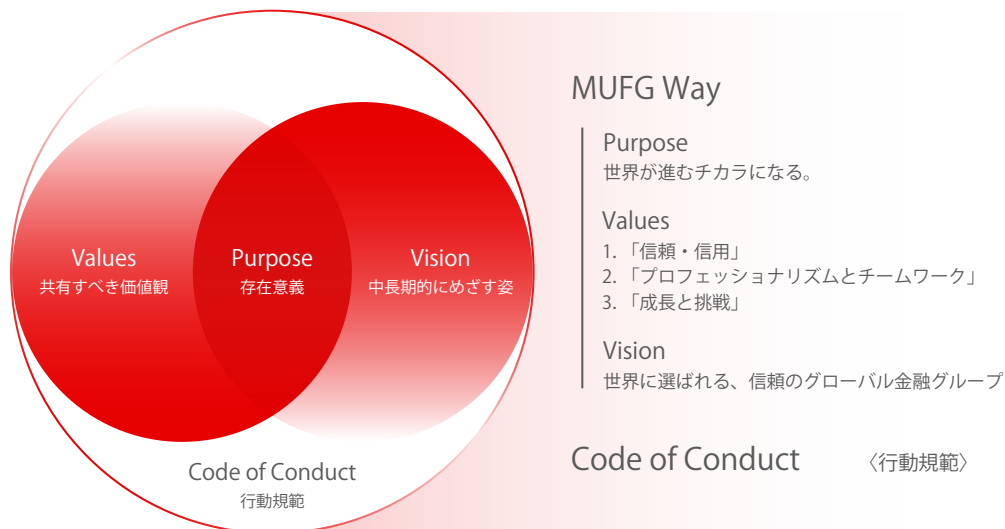 Values
共有すべき価値観
Purpose
存在意義
Vision
中長期的にめざす姿
Code of Conduct
行動規範
MUFG Way
Purpose
世界が進むチカラになる。
Values
1. 「信頼・信用」
2. 「プロフェッショナリズムとチームワーク」
3. 「成長と挑戦」
Vision
世界に選ばれる、信頼のグローバル金融グループ
Code of Conduct 〈行動規範〉